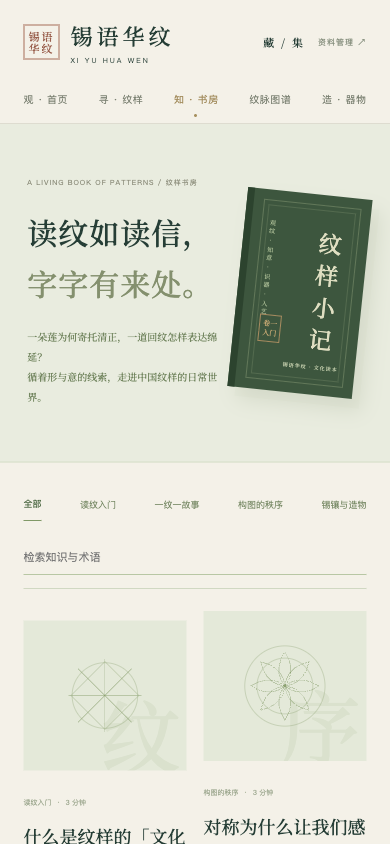 锡语
华纹
锡语华纹
XI YU HUA WEN
藏 / 集
资料管理 ↗
观 · 首页
寻 · 纹样
知 · 书房
纹脉图谱
造 · 器物
A LIVING BOOK OF PATTERNS / 纹样书房
读纹如读信，
字字有来处。
一朵莲为何寄托清正，一道回纹怎样表达绵
延？
循着形与意的线索，走进中国纹样的日常世
界。
纹样小记
观纹 · 知意
识器 · 入
卷一
入门
锡语华纹 · 文化读本
全部
读纹入门
一纹一故事
构图的秩序
锡镶与造物
检索知识与术语
纹
读纹入门 · 3 分钟
什么是纹样的「文化
序
构图的秩序 · 3 分钟
对称为什么让我们感